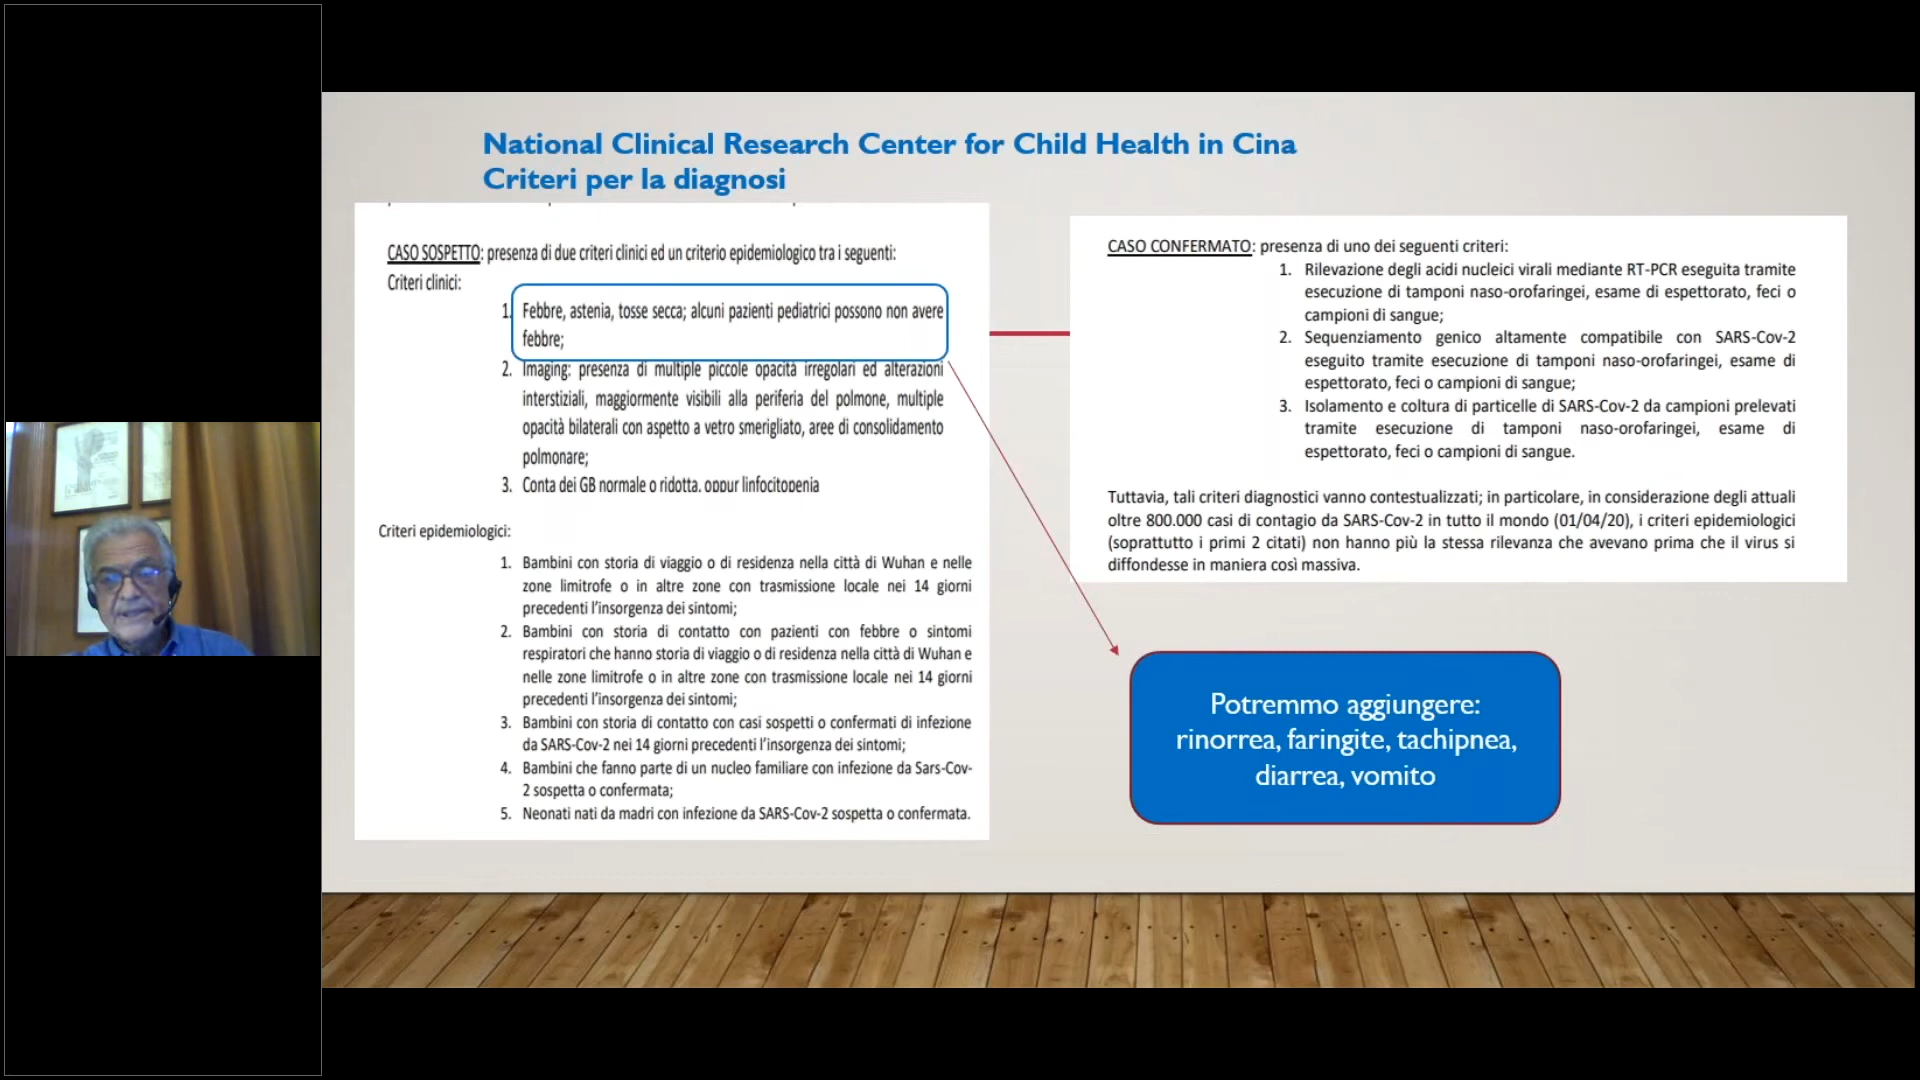 National Clinical Research Center for Child Health in Cina
Criteri per la diagnosi
CASO SOSPETTO: presenza di due criteri clinici ed un criterio epidemiologico tra i seguenti:
Criteri clinici:
1. Febbre, astenia, tosse secca; alcuni pazienti pediatrici possono non avere
febbre;
2. Imaging: presenza di multiple piccole opacità irregolari ed alterazioni
interstiziali, maggiormente visibili alla periferia del polmone, multiple
opacità bilaterali con aspetto a vetro smerigliato, aree di consolidamento
polmonare;
3. Conta dei GB normale o ridotta, oppur linfocitopenia
Criteri epidemiologici:
1. Bambini con storia di viaggio o di residenza nella città di Wuhan e nelle
zone limitrofe o in altre zone con trasmissione locale nei 14 giorni
precedenti l'insorgenza dei sintomi;
2. Bambini con storia di contatto con pazienti con febbre o sintomi
respiratori che hanno storia di viaggio o di residenza nella città di Wuhan e
nelle zone limitrofe o in altre zone con trasmissione locale nei 14 giorni
precedenti l'insorgenza dei sintomi;
3. Bambini con storia di contatto con casi sospetti o confermati di infezione
da SARS-Cov-2 nei 14 giorni precedenti l'insorgenza dei sintomi;
4. Bambini che fanno parte di un nucleo familiare con infezione da Sars-Cov-
2 sospetta o confermata;
5. Neonati nati da madri con infezione da SARS-Cov-2 sospetta o confermata.
CASO CONFERMATO: presenza di uno dei seguenti criteri:
1. Rilevazione degli acidi nucleici virali mediante RT-PCR eseguita tramite
esecuzione di tamponi naso-orofaringei, esame di espettorato, feci o
campioni di sangue;
2. Sequenziamento genico altamente compatibile con SARS-Cov-2
eseguito tramite esecuzione di tamponi naso-orofaringei, esame di
espettorato, feci o campioni di sangue;
3. Isolamento e coltura di particelle di SARS-Cov-2 da campioni prelevati
tramite esecuzione di tamponi naso-orofaringei, esame di
espettorato, feci o campioni di sangue.
Tuttavia, tali criteri diagnostici vanno contestualizzati; in particolare, in considerazione degli attuali
oltre 800.000 casi di contagio da SARS-Cov-2 in tutto il mondo (01/04/20), i criteri epidemiologici
(soprattutto i primi 2 citati) non hanno più la stessa rilevanza che avevano prima che il virus si
diffondesse in maniera così massiva.
Potremmo aggiungere:
rinorrea, faringite, tachipnea,
diarrea, vomito